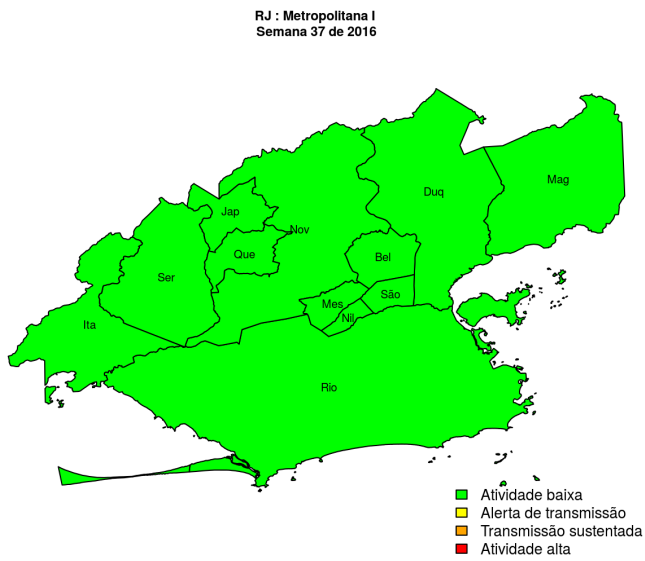 RJ : Metropolitana I
Semana 37 de 2016
Mag
Duq
Jap
Nov
Que
Bel
Ser
São
Mes
Nil
Ita
Rio
Atividade baixa
Alerta de transmissão
Transmissão sustentada
Atividade alta